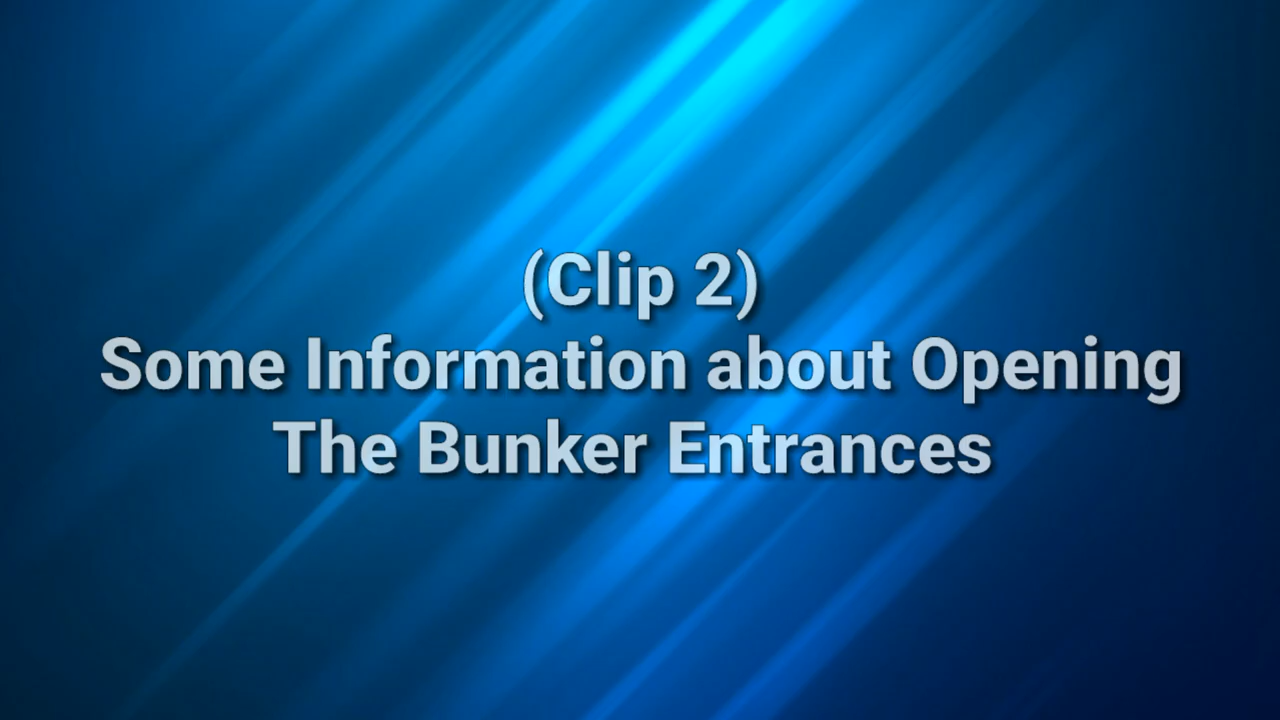 (Clip 2)
Some Information about Opening
The Bunker Entrances